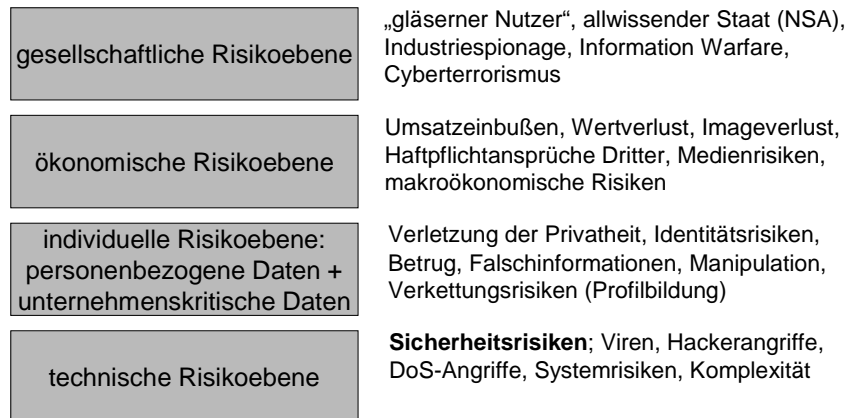 gesellschaftliche Risikoebene
„gläserner Nutzer“, allwissender Staat (NSA),
Industriespionage, Information Warfare,
Cyberterrorismus
ökonomische Risikoebene
Umsatzeinbußen, Wertverlust, Imageverlust,
Haftpflichtansprüche Dritter, Medienrisiken,
makroökonomische Risiken
individuelle Risikoebene:
personenbezogene Daten +
unternehmenskritische Daten
Verletzung der Privatheit, Identitätsrisiken,
Betrug, Falschinformationen, Manipulation,
Verkettungsrisiken (Profilbildung)
technische Risikoebene
Sicherheitsrisiken; Viren, Hackerangriffe,
DoS-Angriffe, Systemrisiken, Komplexität